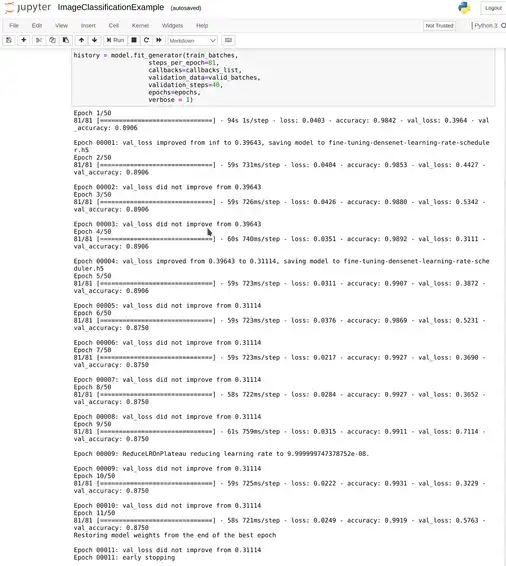 jupyter ImageClassificationExample (autosaved)
Logout
File Edit View Insert Cell Kernel Widgets Help
Not Trusted
Python 3
Run
Markdown
history = model.fit_generator(train_batches,
steps_per_epoch=81,
callbacks=callbacks_list,
validation_data=valid_batches,
validation_steps=40,
epochs=epochs,
verbose = 1)
Epoch 1/50
81/81 [==============================] - 94s 1s/step - loss: 0.0403 - accuracy: 0.9842 - val_loss: 0.3964 - val
_accuracy: 0.8906
Epoch 00001: val_loss improved from inf to 0.39643, saving model to fine-tuning-densenet-learning-rate-schedule
r.h5
Epoch 2/50
81/81 [==============================] - 59s 731ms/step - loss: 0.0404 - accuracy: 0.9853 - val_loss: 0.4427 -
val_accuracy: 0.8906
Epoch 00002: val_loss did not improve from 0.39643
Epoch 3/50
81/81 [==============================] - 59s 726ms/step - loss: 0.0426 - accuracy: 0.9880 - val_loss: 0.5342 -
val_accuracy: 0.8906
Epoch 00003: val_loss did not improve from 0.39643
Epoch 4/50
81/81 [==============================] - 60s 740ms/step - loss: 0.0351 - accuracy: 0.9892 - val_loss: 0.3111 -
val_accuracy: 0.8906
Epoch 00004: val_loss improved from 0.39643 to 0.31114, saving model to fine-tuning-densenet-learning-rate-sche
duler.h5
Epoch 5/50
81/81 [==============================] - 59s 723ms/step - loss: 0.0311 - accuracy: 0.9907 - val_loss: 0.3872 -
val_accuracy: 0.8906
Epoch 00005: val_loss did not improve from 0.31114
Epoch 6/50
81/81 [==============================] - 59s 723ms/step - loss: 0.0376 - accuracy: 0.9869 - val_loss: 0.5231 -
val_accuracy: 0.8750
Epoch 00006: val_loss did not improve from 0.31114
Epoch 7/50
81/81 [==============================] - 59s 723ms/step - loss: 0.0217 - accuracy: 0.9927 - val_loss: 0.3690 -
val_accuracy: 0.8750
Epoch 00007: val_loss did not improve from 0.31114
Epoch 8/50
81/81 [==============================] - 58s 722ms/step - loss: 0.0284 - accuracy: 0.9927 - val_loss: 0.3652 -
val_accuracy: 0.8750
Epoch 00008: val_loss did not improve from 0.31114
Epoch 9/50
81/81 [==============================] - 61s 759ms/step - loss: 0.0315 - accuracy: 0.9911 - val_loss: 0.7114 -
val_accuracy: 0.8750
Epoch 00009: ReduceLROnPlateau reducing learning rate to 9.999999747378752e-08.
Epoch 00009: val_loss did not improve from 0.31114
Epoch 10/50
81/81 [==============================] - 59s 725ms/step - loss: 0.0222 - accuracy: 0.9931 - val_loss: 0.3229 -
val_accuracy: 0.8750
Epoch 00010: val_loss did not improve from 0.31114
Epoch 11/50
81/81 [==============================] - 58s 721ms/step - loss: 0.0249 - accuracy: 0.9919 - val_loss: 0.5763 -
val_accuracy: 0.8750
Restoring model weights from the end of the best epoch
Epoch 00011: val_loss did not improve from 0.31114
Epoch 00011: early stopping